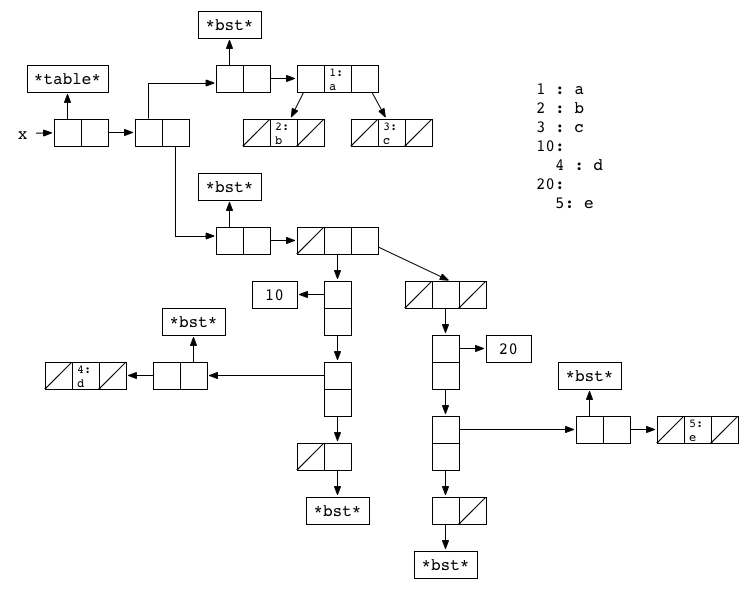 *bst*
*table*
1:
a
x
2:
b
3:
c
1 : a
2 : b
3 : c
10:
4 : d
20:
5: e
*bst*
10
*bst*
20
4:
d
*bst*
5:
e
*bst*
*bst*